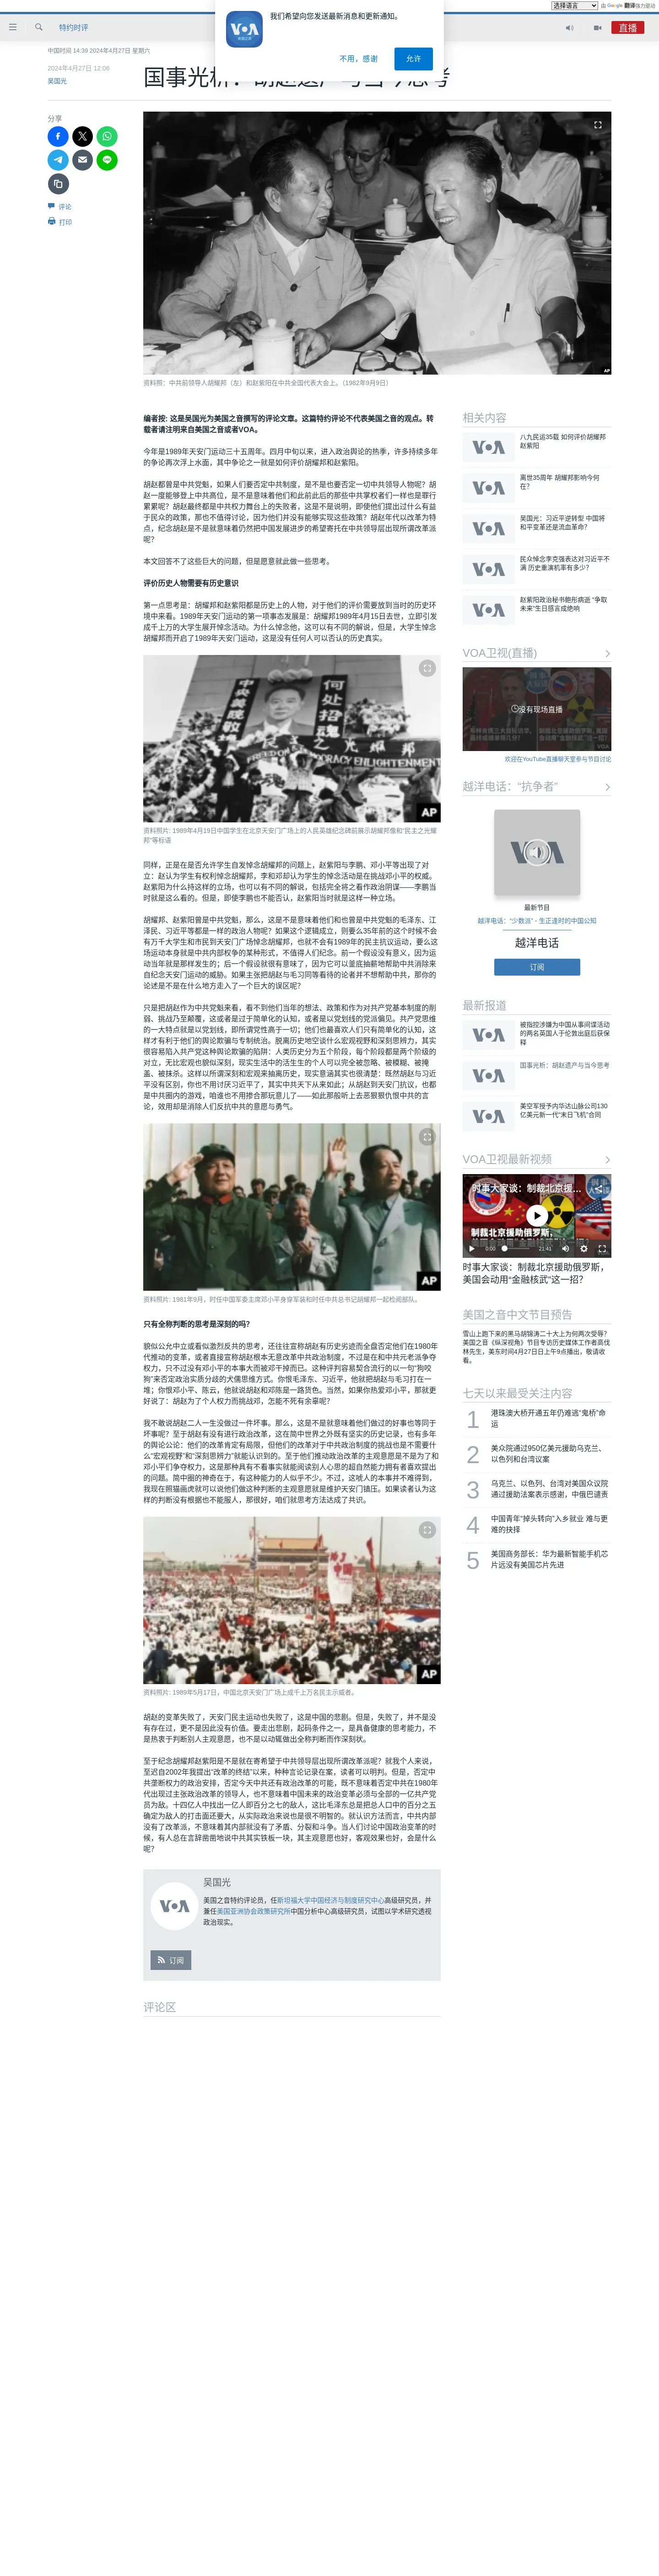 选择语言 由 Google 翻译强力驱动
VOA
我们希望向您发送最新消息和更新通知。
不用，感谢
允许
特约时评
直播
中国时间 14:39 2024年4月27日 星期六
2024年4月27日 12:06
吴国光
国事光析：胡赵遗产与当今思考
分享
评论
打印
AP
资料照：中共前领导人胡耀邦（左）和赵紫阳在中共全国代表大会上。（1982年9月9日）
编者按: 这是吴国光为美国之音撰写的评论文章。这篇特约评论不代表美国之音的观点。转
载者请注明来自美国之音或者VOA。
今年是1989年天安门运动三十五周年。四月中旬以来，进入政治舆论的热季，许多持续多年
的争论再次浮上水面，其中争论之一就是如何评价胡耀邦和赵紫阳。
胡赵都曾是中共党魁，如果人们要否定中共制度，是不是也要否定一切中共领导人物呢？胡
赵一度能够登上中共高位，是不是意味着他们和此前此后的那些中共掌权者们一样也是罪行
累累呢？胡赵最终都是中共权力舞台上的失败者，这是不是说明，即使他们提出过什么有益
于民众的政策，那也不值得讨论，因为他们并没有能够实现这些政策？胡赵年代以改革为特
点，纪念胡赵是不是就意味着仍然把中国发展进步的希望寄托在中共领导层出现所谓改革派
呢？
本文回答不了这些巨大的问题，但是愿意就此做一些思考。
评价历史人物需要有历史意识
第一点思考是：胡耀邦和赵紫阳都是历史上的人物，对于他们的评价需要放到当时的历史环
境中来看。1989年天安门运动的第一项事态发展是：胡耀邦1989年4月15日去世，立即引发
成千上万的大学生展开悼念活动。为什么悼念他，这可以有不同的解说，但是，大学生悼念
胡耀邦而开启了1989年天安门运动，这是没有任何人可以否认的历史真实。
何处招魂
AP
资料照片: 1989年4月19日中国学生在北京天安门广场上的人民英雄纪念碑前展示胡耀邦像和“民主之光耀
邦”等标语
同样，正是在是否允许学生自发悼念胡耀邦的问题上，赵紫阳与李鹏、邓小平等出现了对
立：赵认为学生有权利悼念胡耀邦，李和邓却认为学生的悼念活动是在挑战邓小平的权威。
赵紫阳为什么持这样的立场，也可以有不同的解说，包括完全将之看作政治阴谋——李鹏当
时就是这么看的。但是，即使李鹏也不能否认，赵紫阳当时就是这样一种立场。
胡耀邦、赵紫阳曾是中共党魁，那么，这是不是意味着他们和也曾是中共党魁的毛泽东、江
泽民、习近平等都是一样的政治人物呢？如果这个逻辑成立，则要么35年前的这个时候不会
有万千大学生和市民到天安门广场悼念胡耀邦，也就不会有1989年的民主抗议运动，要么这
场运动本身就是中共内部权争的某种形式，不值得人们纪念。前一个假设没有意义，因为运
动当年就是那样发生的；后一个假设就很有意味了，因为它可以釜底抽薪地帮助中共消除来
自纪念天安门运动的威胁。如果主张把胡赵与毛习同等看待的论者并不想帮助中共，那你的
论述是不是在什么地方走入了一个巨大的误区呢？
只是把胡赵作为中共党魁来看，看不到他们当年的想法、政策和作为对共产党基本制度的削
弱、挑战乃至颠覆，这或者是过于简单化的认知，或者是以党划线的党派偏见。共产党思维
的一大特点就是以党划线，即所谓党性高于一切；他们也最喜欢人们只有简单化的认知，这
样才有利于他们的舆论欺骗与专制统治。脱离历史地空谈什么宏观视野和深刻思辨力，其实
很容易陷入共产党这种舆论欺骗的陷阱：人类历史分为五个阶段，每个阶段都是两个阶级的
对立，无比宏观也貌似深刻，现实生活中的活生生的个人可以完全被忽略、被模糊、被掩
盖、被抹杀。这样以所谓深刻和宏观来抽离历史，现实意涵其实也很清楚：既然胡赵与习近
平没有区别，你也不用讨厌习近平了，其实中共天下从来如此；从胡赵到天安门抗议，也都
是中共圈内的游戏，咱谁也不用掺合那玩意儿了——如此那般听上去恶狠狠仇恨中共的言
论，效用却是消除人们反抗中共的意愿与勇气。
AP
资料照片: 1981年9月，时任中国军委主席邓小平身穿军装和时任中共总书记胡耀邦一起检阅部队。
只有全称判断的思考是深刻的吗?
貌似公允中立或看似激烈反共的思考，还往往宣称胡赵有历史劣迹而全盘否定他们在1980年
代推动的变革，或者直接宣称胡赵根本无意改革中共政治制度，不过是在和中共元老派争夺
权力，只不过没有邓小平的本事大而被邓干掉而已。这种评判容易契合流行的一句“狗咬
狗”来否定政治实质分歧的犬儒思维方式。你恨毛泽东、习近平，他就把胡赵与毛习打在一
堆；你恨邓小平、陈云，他就说胡赵和邓陈是一路货色。当然，如果你热爱邓小平，那就更
好说了：胡赵为了个人权力而挑战邓，怎能不死有余辜呢？
我不敢说胡赵二人一生没做过一件坏事。那么，这是不是就意味着他们做过的好事也等同于
坏事呢？至于胡赵有没有进行政治改革，这在简中世界之外既有坚实的历史记录，也有多年
的舆论公论：他们的改革肯定有局限，但他们的改革对于中共政治制度的挑战也是不需要什
么“宏观视野”和“深刻思辨力”就能认识到的。至于他们推动政治改革的主观意愿是不是为了和
邓小平们争夺权力，这是那种具有不看事实就能阅读别人心思的超自然能力拥有者喜欢提出
的问题。简中圈的神奇在于，有这种能力的人似乎不少。不过，这唬人的本事并不难得到，
我现在照猫画虎就可以说他们做这种判断的主观意愿就是维护天安门镇压。如果读者认为这
样的判断没有根据也不能服人，那很好，咱们就思考方法达成了共识。
AP
资料照片: 1989年5月17日，中国北京天安门广场上成千上万名民主示威者。
胡赵的变革失败了，天安门民主运动也失败了，这是中国的悲剧。但是，失败了，并不是没
有存在过，更不是因此没有价值。要走出悲剧，起码条件之一，是具备健康的思考能力，不
是热衷于判断别人主观意愿，也不是以动辄做出全称判断而作深刻状。
至于纪念胡耀邦赵紫阳是不是就在寄希望于中共领导层出现所谓改革派呢？就我个人来说，
至迟自2002年我提出“改革的终结”以来，种种言论记录在案，读者可以明判。但是，否定中
共垄断权力的政治安排，否定今天中共还有政治改革的可能，既不意味着否定中共在1980年
代出现过主张政治改革的领导人，也不意味着中国未来的政治变革必须与全部的一亿共产党
员为敌。十四亿人中找出一亿人即百分之七的敌人，这比毛泽东总是把总人口中的百分之五
确定为敌人的打击面还要大，从实际政治来说也是很不明智的。就认识方法而言，中共内部
没有了改革派，不意味着其内部就没有了矛盾、分裂和斗争。当人们讨论中国政治变革的时
候，有人总在言辞凿凿地说中共其实铁板一块，其主观意愿也好，客观效果也好，会是什么
呢？
吴国光
美国之音特约评论员，任斯坦福大学中国经济与制度研究中心高级研究员，并
兼任美国亚洲协会政策研究所中国分析中心高级研究员，试图以学术研究透视
政治现实。
VOA
订阅
评论区
相关内容
八九民运35载 如何评价胡耀邦
赵紫阳
离世35周年 胡耀邦影响今何
在?
吴国光：习近平逆转型 中国将
和平变革还是流血革命?
民众悼念李克强表达对习近平不
满 历史重演机率有多少?
赵紫阳政治秘书鲍彤病逝 “争取
未来”生日感言成绝响
VOA卫视(直播)
没有现场直播
欢迎在YouTube直播聊天室参与节目讨论
越洋电话：“抗争者”
VOA
最新节目
越洋电话：“少数派” - 生正逢时的中国公知
越洋电话
订阅
最新报道
被指控涉嫌为中国从事间谍活动
的两名英国人于伦敦出庭后获保
释
国事光析：胡赵遗产与当今思考
美空军授予内华达山脉公司130
亿美元新一代“末日飞机”合同
VOA卫视最新视频
时事大家谈：制裁北京援…
制裁北京援助俄罗斯，
0:00 21:41
时事大家谈：制裁北京援助俄罗斯，
美国会动用“金融核武”这一招？
美国之音中文节目预告
雪山上跑下来的黑马胡锦涛二十大上为何两次受辱？
美国之音《纵深视角》节目专访历史媒体工作者高伐
林先生，美东时间4月27日日上午9点播出，敬请收
看。
七天以来最受关注内容
1 港珠澳大桥开通五年仍难逃“鬼桥”命
运
2 美众院通过950亿美元援助乌克兰、
以色列和台湾议案
3 乌克兰、以色列、台湾对美国众议院
通过援助法案表示感谢，中俄巴谴责
4 中国青年“掉头转向”入乡就业 难与更
难的抉择
5 美国商务部长：华为最新智能手机芯
片远没有美国芯片先进